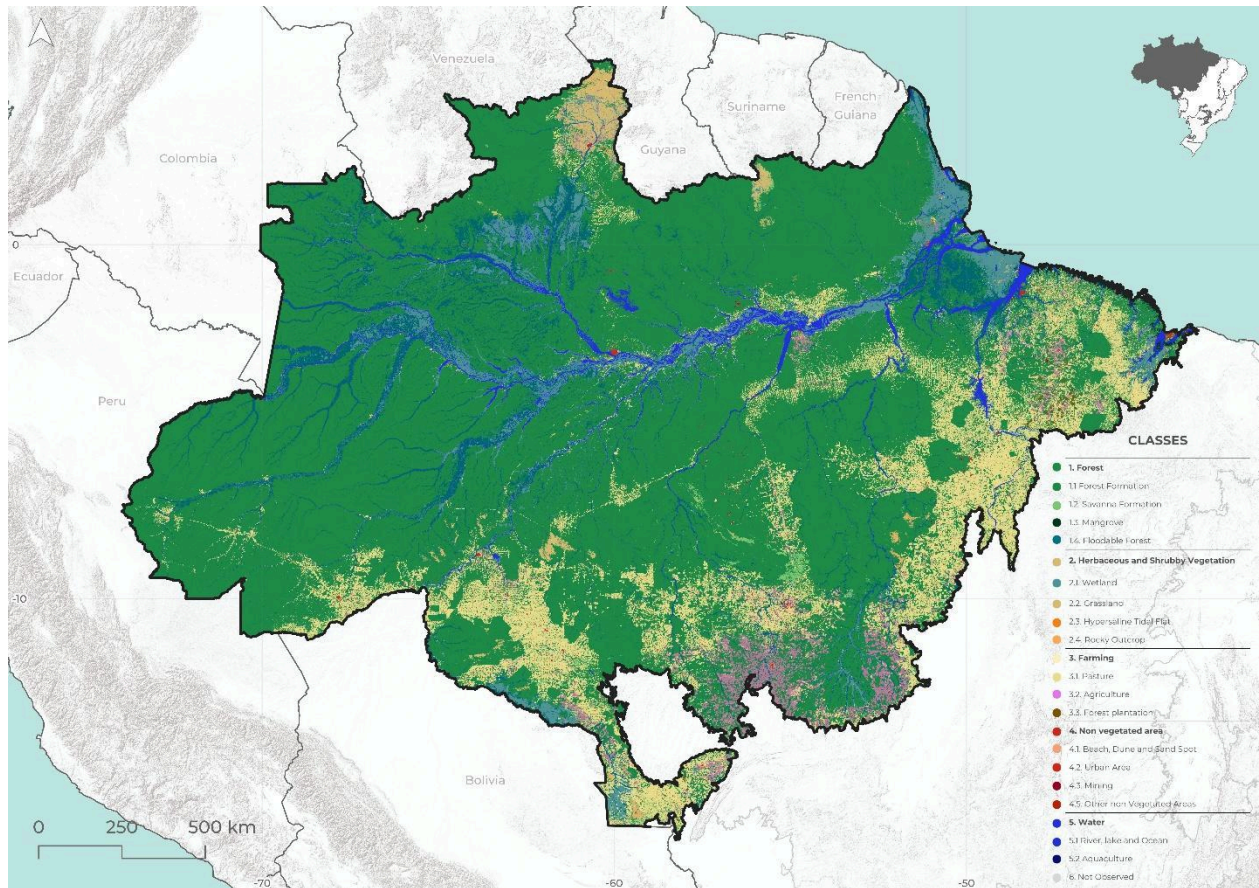 Venezuela
Suriname
French
Guiana
Guyana
Colombia
0
Ecuador
Peru
CLASSES
1. Forest
1.1 Forest Formation
1.2. Savanna Formation
1.3. Mangrove
1.4. Floodable Forest
2. Herbaceous and Shrubby Vegetation
2.1. Wetland
2.2. Grassland
2.3. Hypersaline Tidal Flat
2.4. Rocky Outcrop
3. Farming
3.1. Pasture
3.2. Agriculture
3.3. Forest plantation
4. Non vegetated area
4.1. Beach, Dune and Sand Spot
4.2. Urban Area
4.3. Mining
4.5. Other non Vegetated Areas
5. Water
5.1 River, lake and Ocean
5.2 Aquaculture
6. Not Observed
-10
Bolivia
0 250 500 km
-70 -60 -50